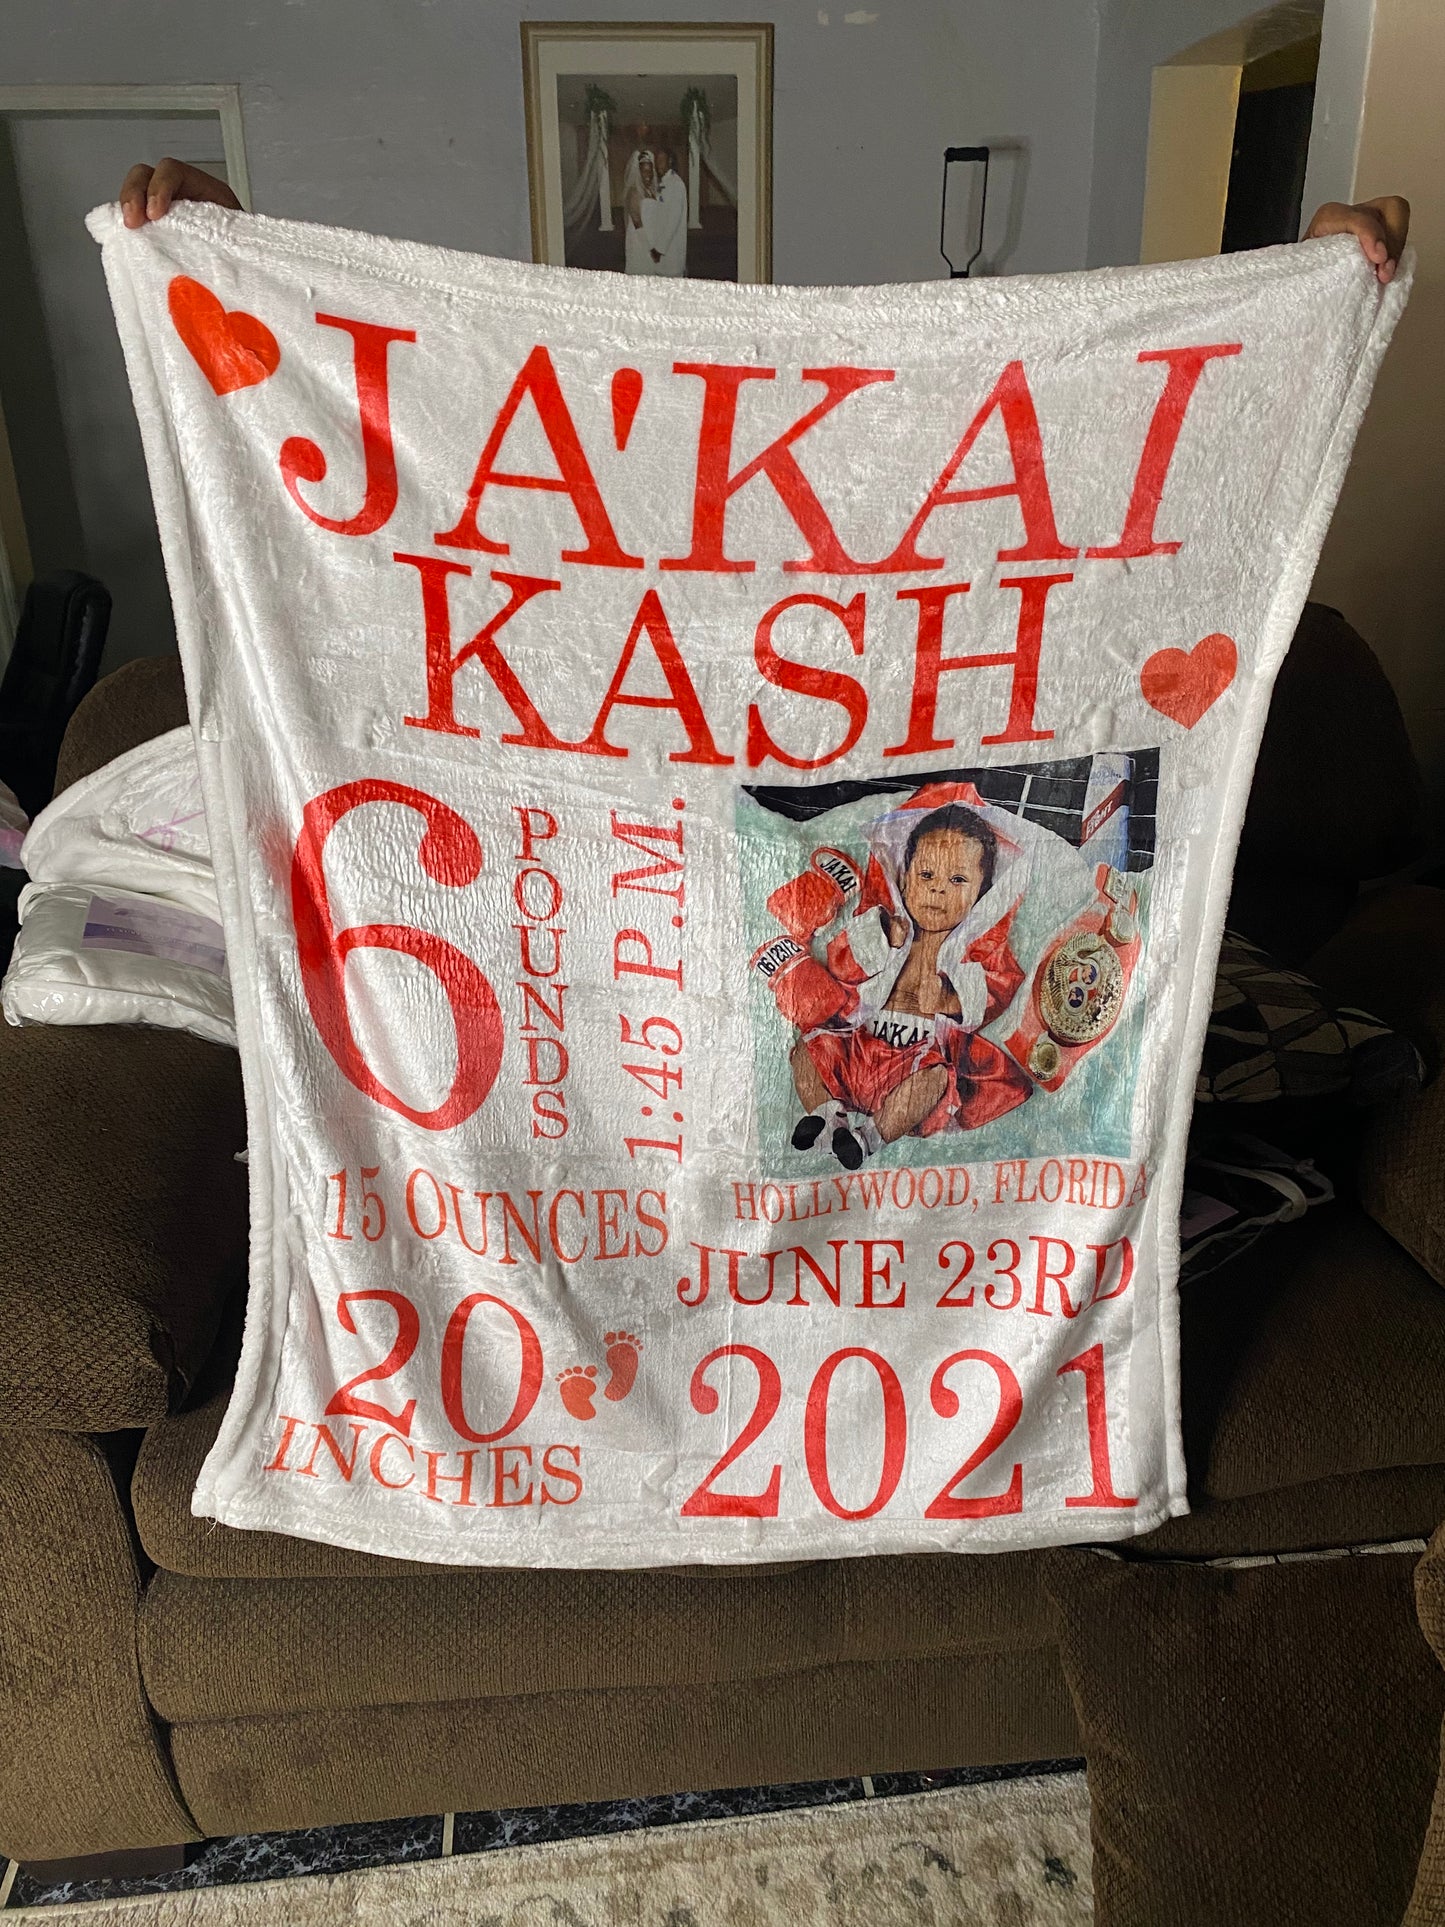 JA'KAI
KASH
6
POUNDS
1:45 P.M.
15 OUNCES
20
INCHES
JA'KAI
06/23/2
JA'KAI
HOLLYWOOD, FLORIDA
JUNE 23RD
2021